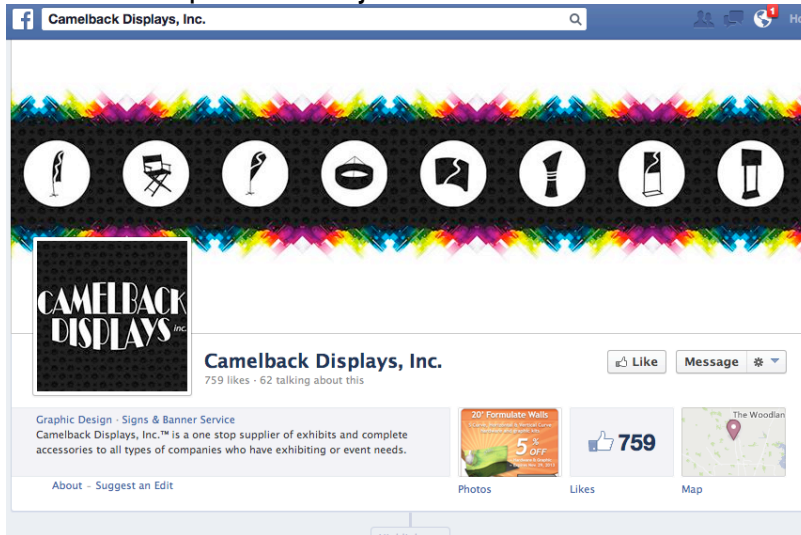 Camelback Displays, Inc.
1
CAMELBACK
DISPLAYS inc.
Camelback Displays, Inc.
759 likes · 62 talking about this
Like
Message
Graphic Design · Signs & Banner Service
Camelback Displays, Inc.™ is a one stop supplier of exhibits and complete
accessories to all types of companies who have exhibiting or event needs.
About – Suggest an Edit
20' Formulate Walls
5% OFF
Photos
759
Likes
The Woodlan
Map